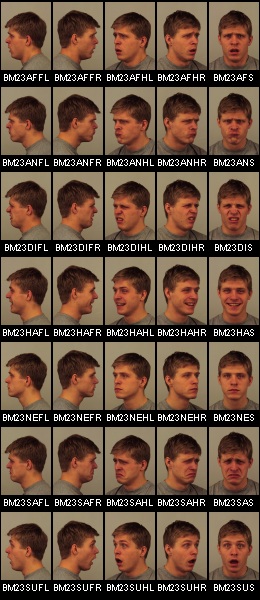 BM23AFFL BM23AFFR BM23AFHL BM23AFHR BM23AFS
BM23ANFL BM23ANFR BM23ANHL BM23ANHR BM23ANS
BM23DIFL BM23DIFR BM23DIHL BM23DIHR BM23DIS
BM23HAFL BM23HAFR BM23HAHL BM23HAHR BM23HAS
BM23NEFL BM23NEFR BM23NEHL BM23NEHR BM23NES
BM23SAFL BM23SAFR BM23SAHL BM23SAHR BM23SAS
BM23SUFL BM23SUFR BM23SUHL BM23SUHR BM23SUS